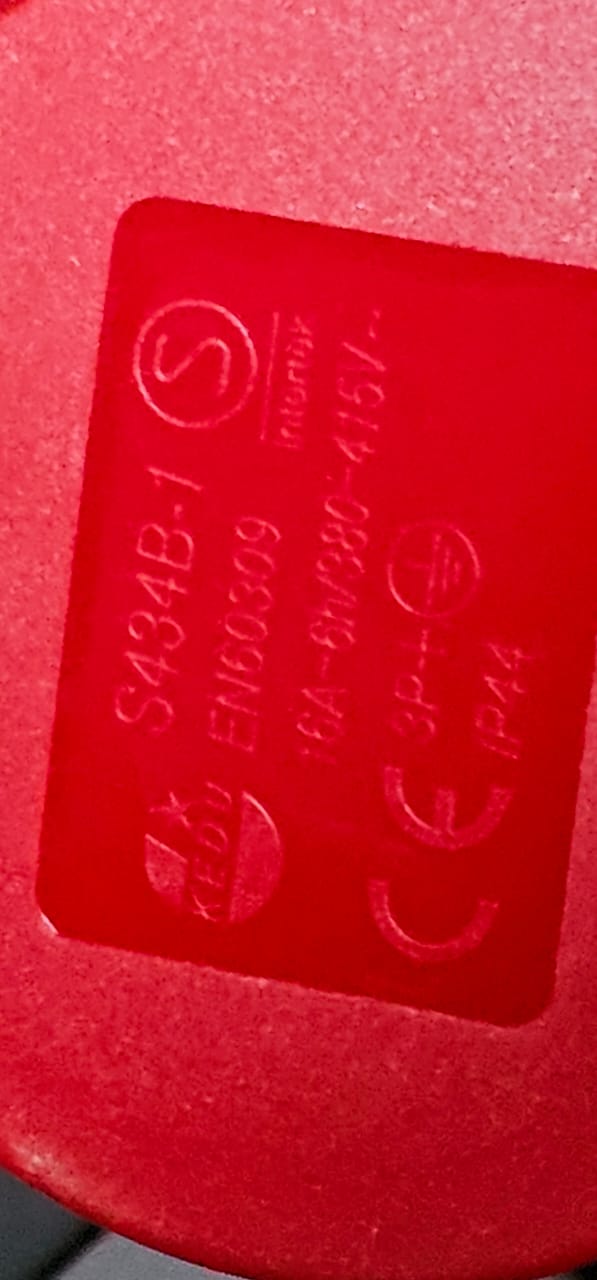 KEDU
S434B-1
S
EN60309
Intertek
16A-6h/380-415V~
CE
3P+
IP44